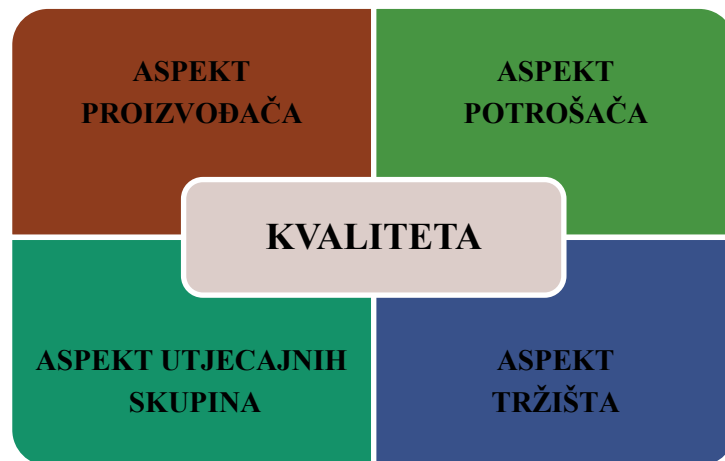 ASPEKT
PROIZVOĐAČA
ASPEKT
POTROŠAČA
KVALITETA
ASPEKT UTJECAJNIH
SKUPINA
ASPEKT
TRŽIŠTA